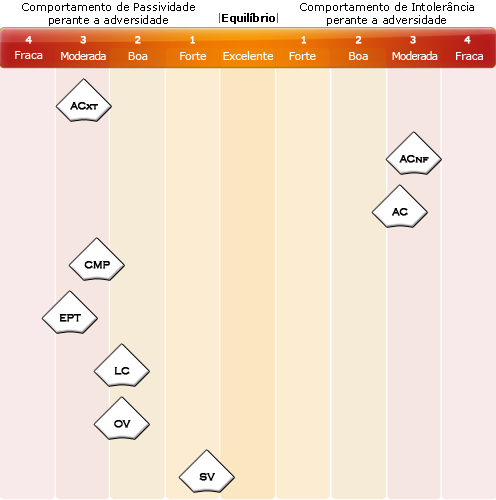 Comportamento de Passividade
perante a adversidade
|Equilíbrio|
Comportamento de Intolerância
perante a adversidade
4 3 2 1 1 2 3 4
Fraca Moderada Boa Forte Excelente Forte Boa Moderada Fraca
ACXT
ACNF
AC
CMP
EPT
LC
OV
SV